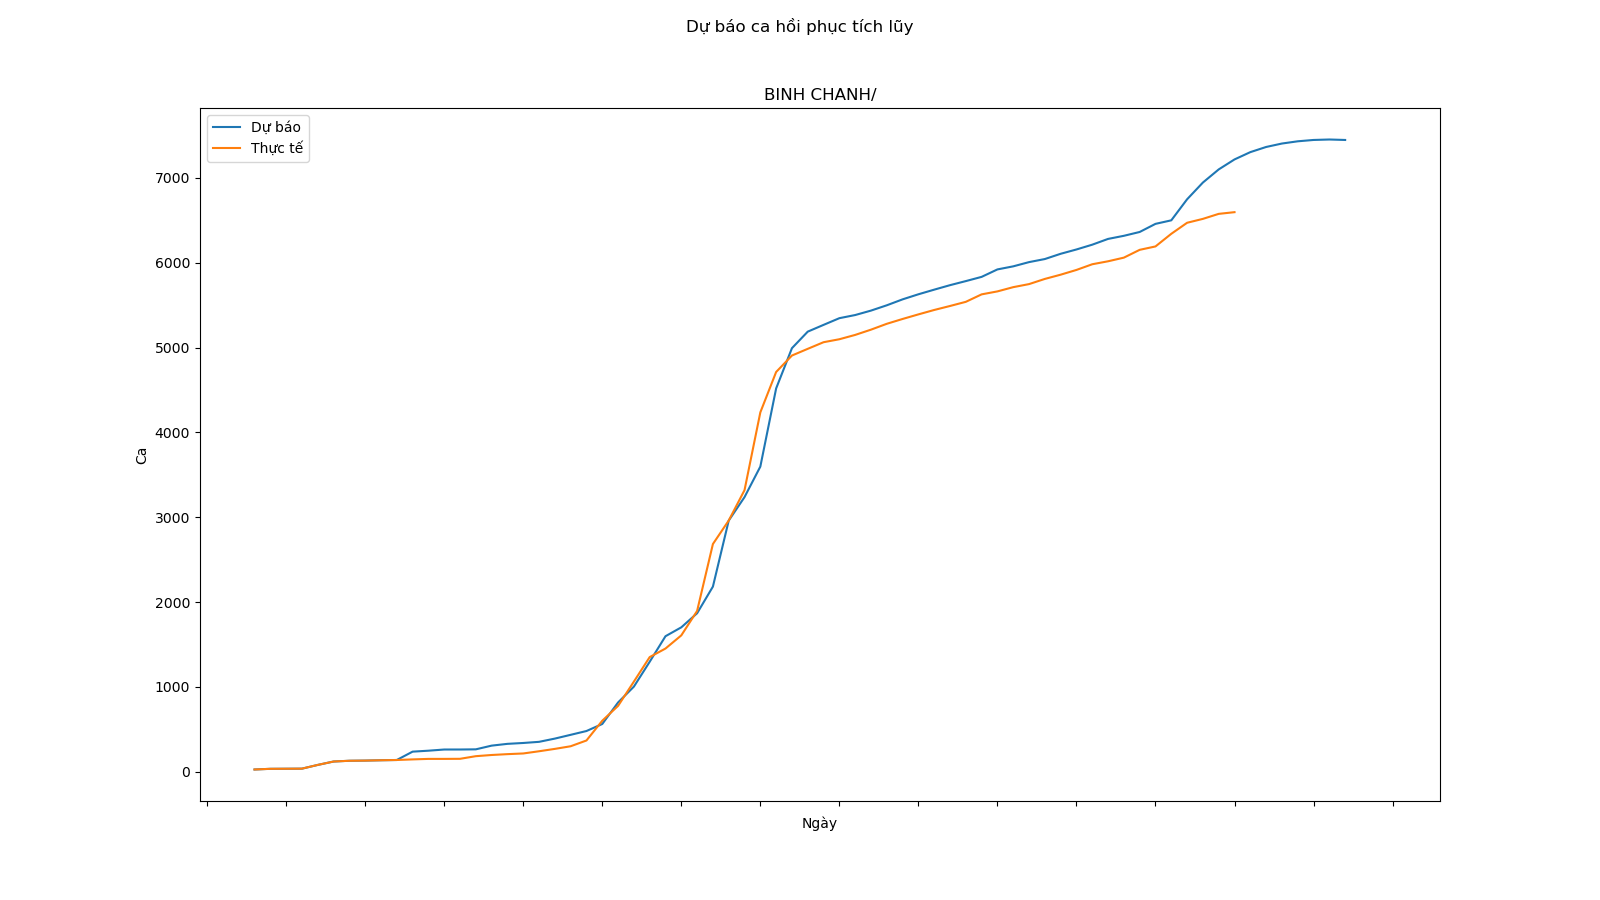 Dự báo ca hồi phục tích lũy
BINH CHANH/
Dự báo
Thực tế
7000
6000
5000
4000
3000
2000
1000
0
Ca
Ngày